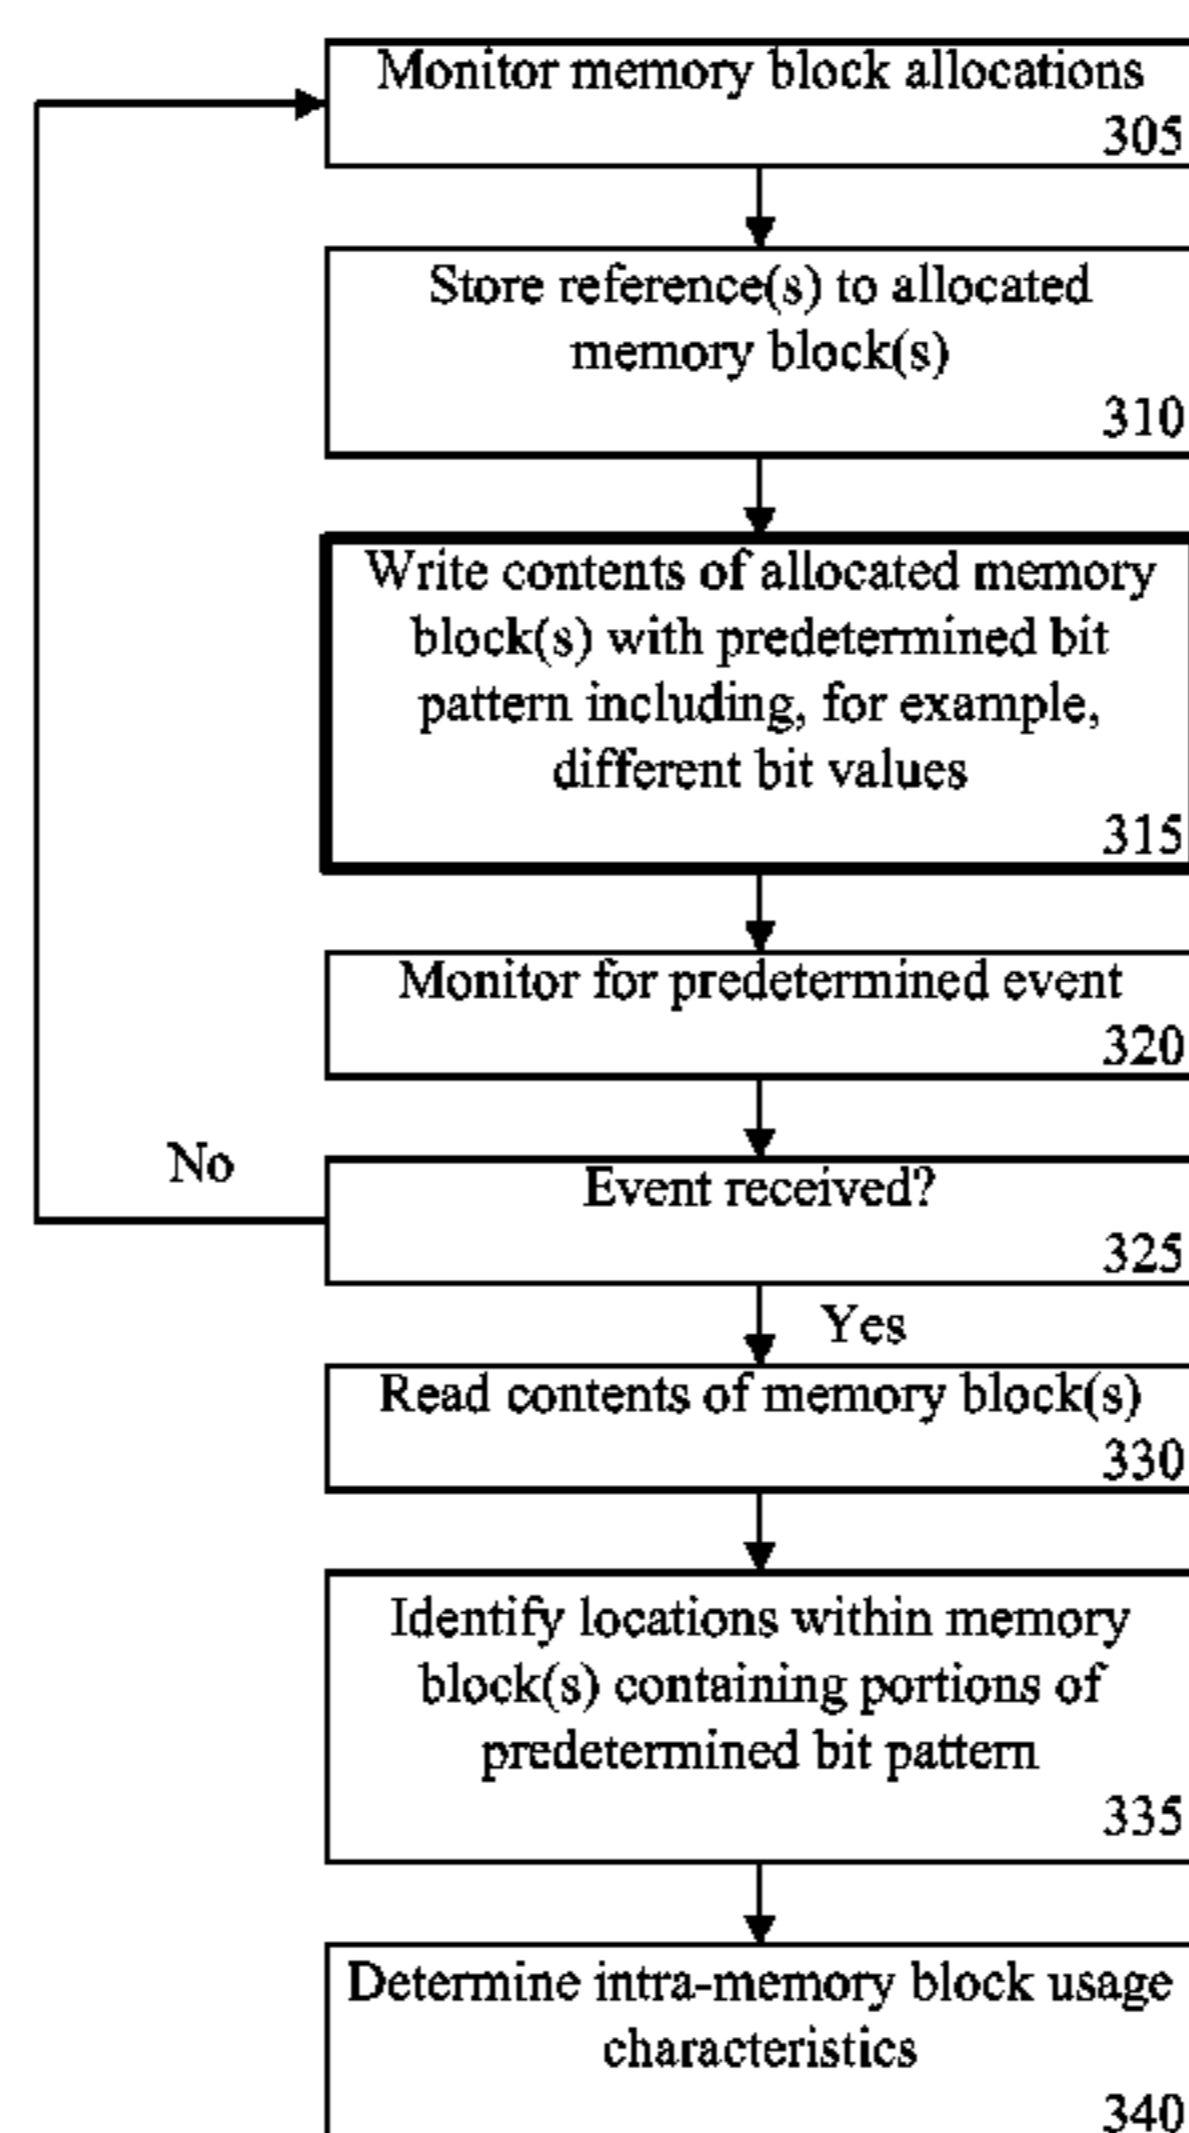 Monitor memory block allocations
305
Store reference(s) to allocated
memory block(s)
310
Write contents of allocated memory
block(s) with predetermined bit
pattern including, for example,
different bit values
315
Monitor for predetermined event
320
No
Event received?
325
Yes
Read contents of memory block(s)
330
Identify locations within memory
block(s) containing portions of
predetermined bit pattern
335
Determine intra-memory block usage
characteristics
340